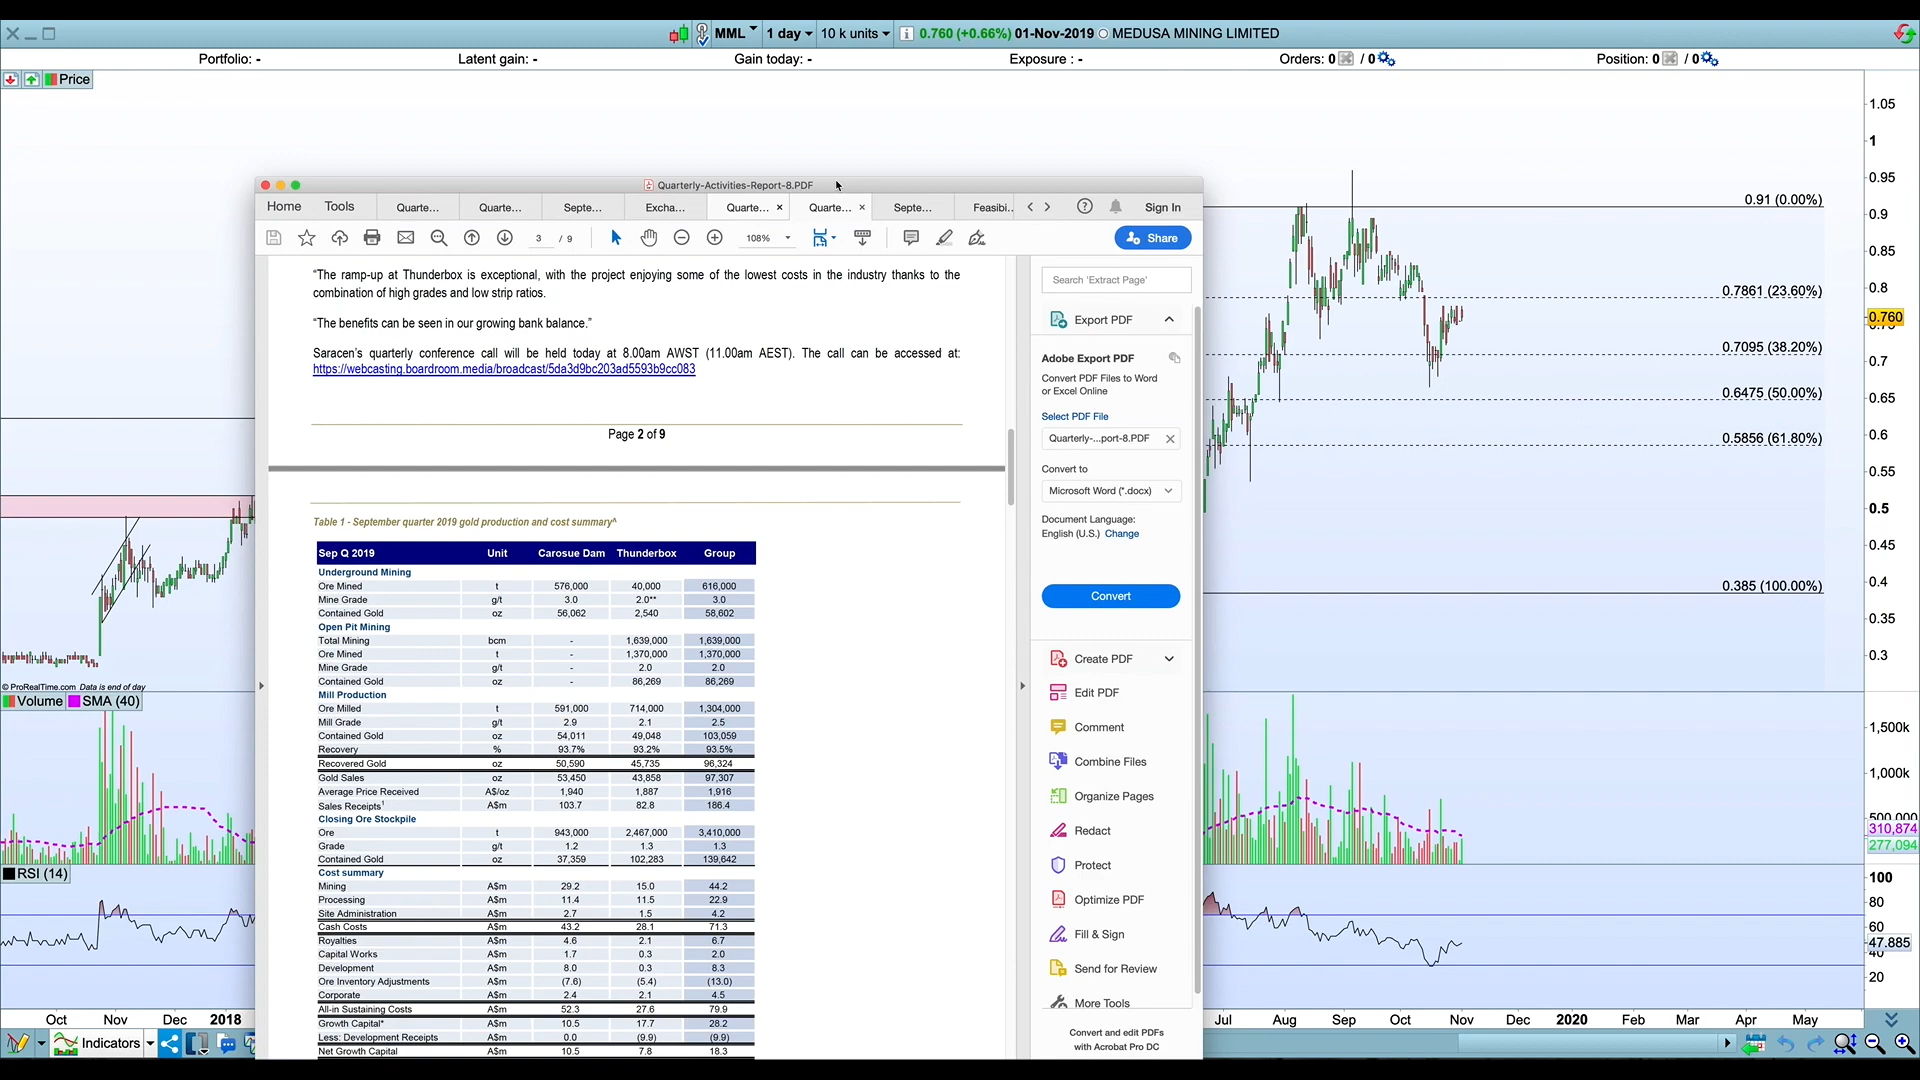 MML 1 day 10 k units 0.760 (+0.66%) 01-Nov-2019 MEDUSA MINING LIMITED
Portfolio: - Latent gain: - Gain today: - Exposure : - Orders: 0 / 0 Position: 0 / 0
Price
1.05
1
0.95
0.9
0.85
0.8
0.760
0.7
0.65
0.6
0.55
0.5
0.45
0.4
0.35
0.3
0.91 (0.00%)
0.7861 (23.60%)
0.7095 (38.20%)
0.6475 (50.00%)
0.5856 (61.80%)
0.385 (100.00%)
Quarterly-Activities-Report-8.PDF
Home Tools Quarte... Quarte... Septe... Excha... Quarte... × Quarte... × Septe... Feasibi.. Sign In
3 / 9 108% Share
“The ramp-up at Thunderbox is exceptional, with the project enjoying some of the lowest costs in the industry thanks to the
combination of high grades and low strip ratios.
“The benefits can be seen in our growing bank balance.”
Saracen’s quarterly conference call will be held today at 8.00am AWST (11.00am AEST). The call can be accessed at:
https://webcasting.boardroom.media/broadcast/5da3d9bc203ad5593b9cc083
Page 2 of 9
Table 1 - September quarter 2019 gold production and cost summary^
Sep Q 2019 Unit Carosue Dam Thunderbox Group
Underground Mining
Ore Mined t 576,000 40,000 616,000
Mine Grade g/t 3.0 2.0** 3.0
Contained Gold oz 56,062 2,540 58,602
Open Pit Mining
Total Mining bcm - 1,639,000 1,639,000
Ore Mined t - 1,370,000 1,370,000
Mine Grade g/t - 2.0 2.0
Contained Gold oz - 86,269 86,269
Mill Production
Ore Milled t 591,000 714,000 1,304,000
Mill Grade g/t 2.9 2.1 2.5
Contained Gold oz 54,011 49,048 103,059
Recovery % 93.7% 93.2% 93.5%
Recovered Gold oz 50,590 45,735 96,324
Gold Sales oz 53,450 43,858 97,307
Average Price Received A$/oz 1,940 1,887 1,916
Sales Receipts¹ A$m 103.7 82.8 186.4
Closing Ore Stockpile
Ore t 943,000 2,467,000 3,410,000
Grade g/t 1.2 1.3 1.3
Contained Gold oz 37,359 102,283 139,642
Cost summary
Mining A$m 29.2 15.0 44.2
Processing A$m 11.4 11.5 22.9
Site Administration A$m 2.7 1.5 4.2
Cash Costs A$m 43.2 28.1 71.3
Royalties A$m 4.6 2.1 6.7
Capital Works A$m 1.7 0.3 2.0
Development A$m 8.0 0.3 8.3
Ore Inventory Adjustments A$m (7.6) (5.4) (13.0)
Corporate A$m 2.4 2.1 4.5
All-in Sustaining Costs A$m 52.3 27.6 79.9
Growth Capital* A$m 10.5 17.7 28.2
Less: Development Receipts A$m 0.0 (9.9) (9.9)
Net Growth Capital A$m 10.5 7.8 18.3
Search 'Extract Page'
Export PDF
Adobe Export PDF
Convert PDF Files to Word
or Excel Online
Select PDF File
Quarterly-...port-8.PDF
Convert to
Microsoft Word (*.docx)
Document Language:
English (U.S.) Change
Convert
Create PDF
Edit PDF
Comment
Combine Files
Organize Pages
Redact
Protect
Optimize PDF
Fill & Sign
Send for Review
More Tools
Convert and edit PDFs
with Acrobat Pro DC
© ProRealTime.com Data is end of day
Volume SMA (40)
1,500k
1,000k
310,874
277,094
RSI (14)
100
80
60
47.885
20
Oct Nov Dec 2018 Jul Aug Sep Oct Nov Dec 2020 Feb Mar Apr May
Indicators